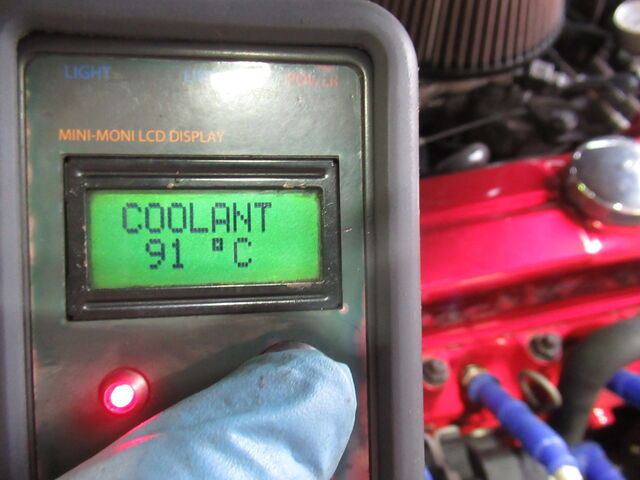 LIGHT
POWER
MINI-MONI LCD DISPLAY
COOLANT
91 °C